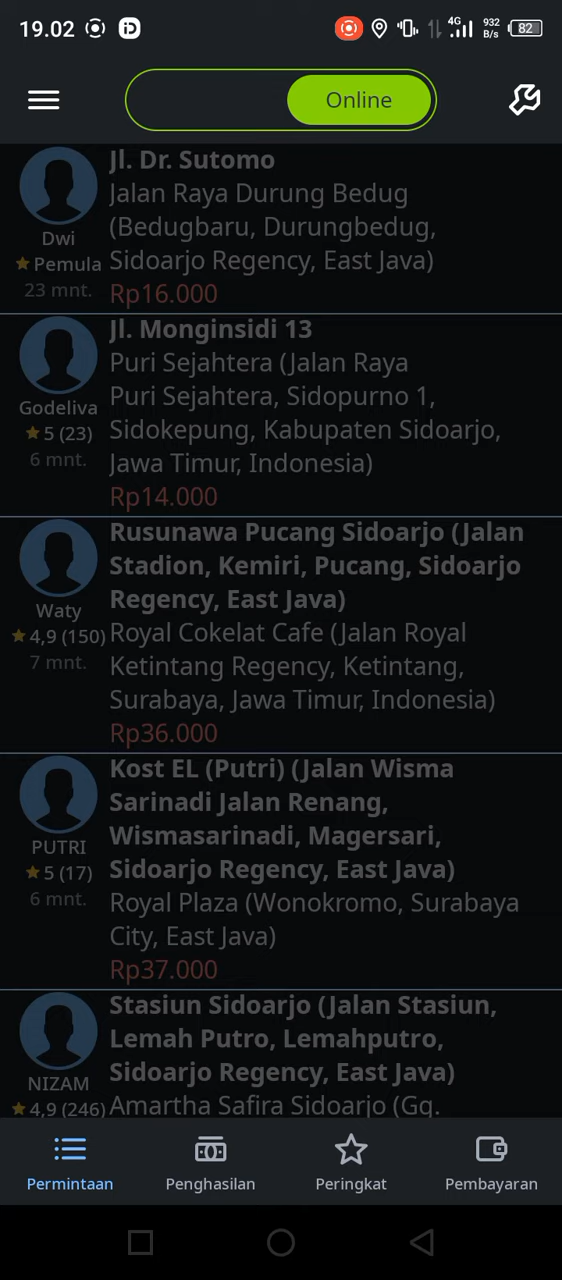 19.02
4G
932 B/s
82
Online
Jl. Dr. Sutomo
Jalan Raya Durung Bedug
(Bedugbaru, Durungbedug,
Sidoarjo Regency, East Java)
Rp16.000
Dwi
Pemula
23 mnt.
Jl. Monginsidi 13
Puri Sejahtera (Jalan Raya
Puri Sejahtera, Sidopurno 1,
Sidokepung, Kabupaten Sidoarjo,
Jawa Timur, Indonesia)
Rp14.000
Godeliva
5 (23)
6 mnt.
Rusunawa Pucang Sidoarjo (Jalan
Stadion, Kemiri, Pucang, Sidoarjo
Regency, East Java)
Royal Cokelat Cafe (Jalan Royal
Ketintang Regency, Ketintang,
Surabaya, Jawa Timur, Indonesia)
Rp36.000
Waty
4,9 (150)
7 mnt.
Kost EL (Putri) (Jalan Wisma
Sarinadi Jalan Renang,
Wismasarinadi, Magersari,
Sidoarjo Regency, East Java)
Royal Plaza (Wonokromo, Surabaya
City, East Java)
Rp37.000
PUTRI
5 (17)
6 mnt.
Stasiun Sidoarjo (Jalan Stasiun,
Lemah Putro, Lemahputro,
Sidoarjo Regency, East Java)
Amartha Safira Sidoarjo (Gg.
NIZAM
4,9 (246)
Permintaan
Penghasilan
Peringkat
Pembayaran